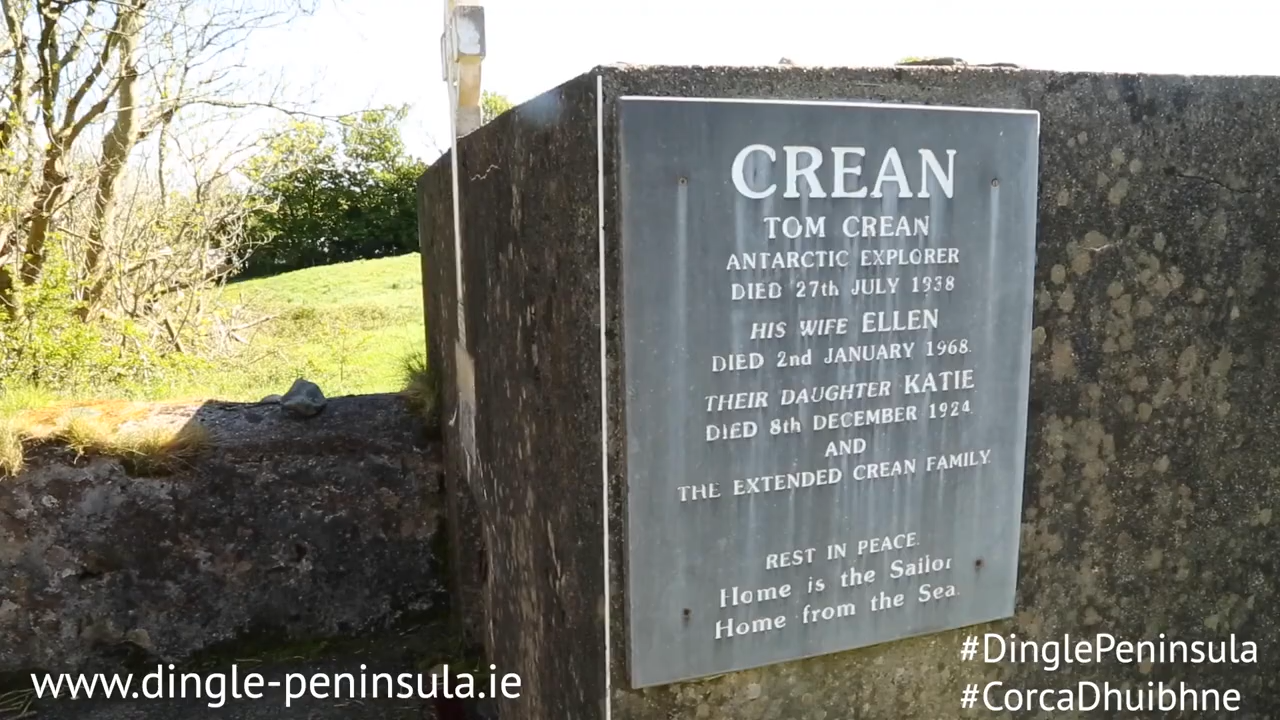 CREAN
TOM CREAN
ANTARCTIC EXPLORER
DIED 27th JULY 1938
HIS WIFE ELLEN
DIED 2nd JANUARY 1968.
THEIR DAUGHTER KATIE
DIED 8th DECEMBER 1924.
AND
THE EXTENDED CREAN FAMILY.
REST IN PEACE.
Home is the Sailor
Home from the Sea.
www.dingle-peninsula.ie
#DinglePeninsula
#CorcaDhuibhne